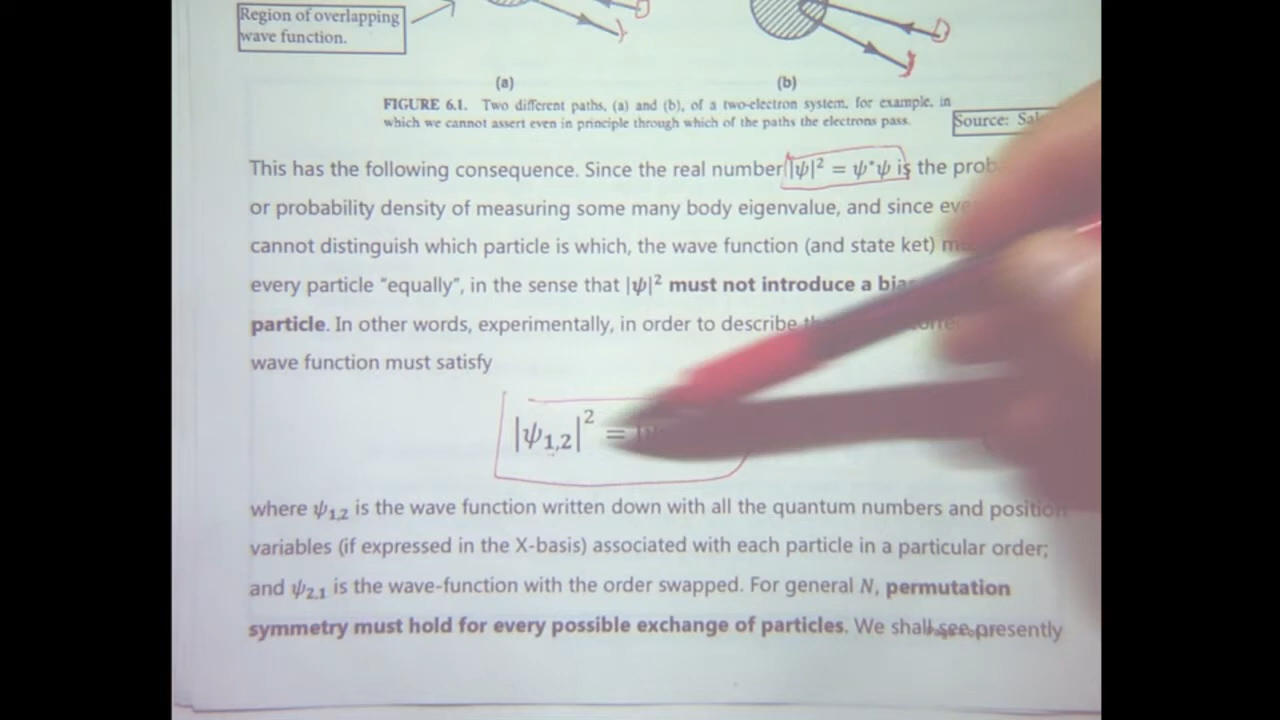 Region of overlapping
wave function.
(a)
(b)
FIGURE 6.1. Two different paths, (a) and (b), of a two-electron system, for example, in
which we cannot assert even in principle through which of the paths the electrons pass.
Source:
This has the following consequence. Since the real number |ψ|² = ψ*ψ is the
or probability density of measuring some many body eigenvalue, and since
cannot distinguish which particle is which, the wave function (and state ket)
every particle "equally", in the sense that |ψ|² must not introduce a
particle. In other words, experimentally, in order to describe
wave function must satisfy
|ψ₁,₂|² =
where ψ₁,₂ is the wave function written down with all the quantum numbers and position
variables (if expressed in the X-basis) associated with each particle in a particular order;
and ψ₂,₁ is the wave-function with the order swapped. For general N, permutation
symmetry must hold for every possible exchange of particles. We shall see presently